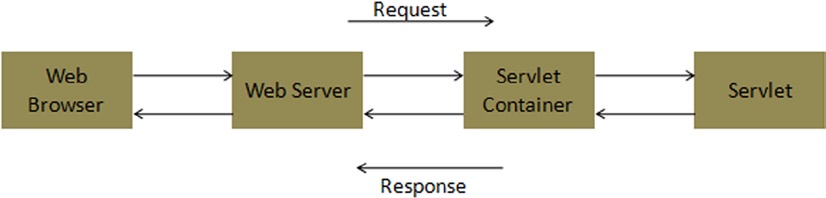 Request
Web
Browser
Web Server
Servlet
Container
Servlet
Response